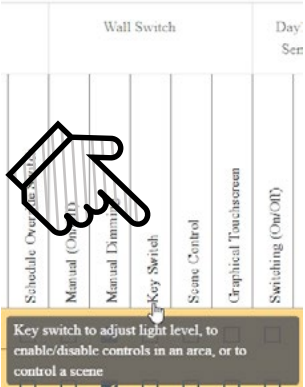 Wall Switch
Day
Sen
Schedule Override Switch
Manual (On/Off)
Manual Dimming
Key Switch
Scene Control
Graphical Touchscreen
Switching (On/Off)
Key switch to adjust light level, to
enable/disable controls in an area, or to
control a scene